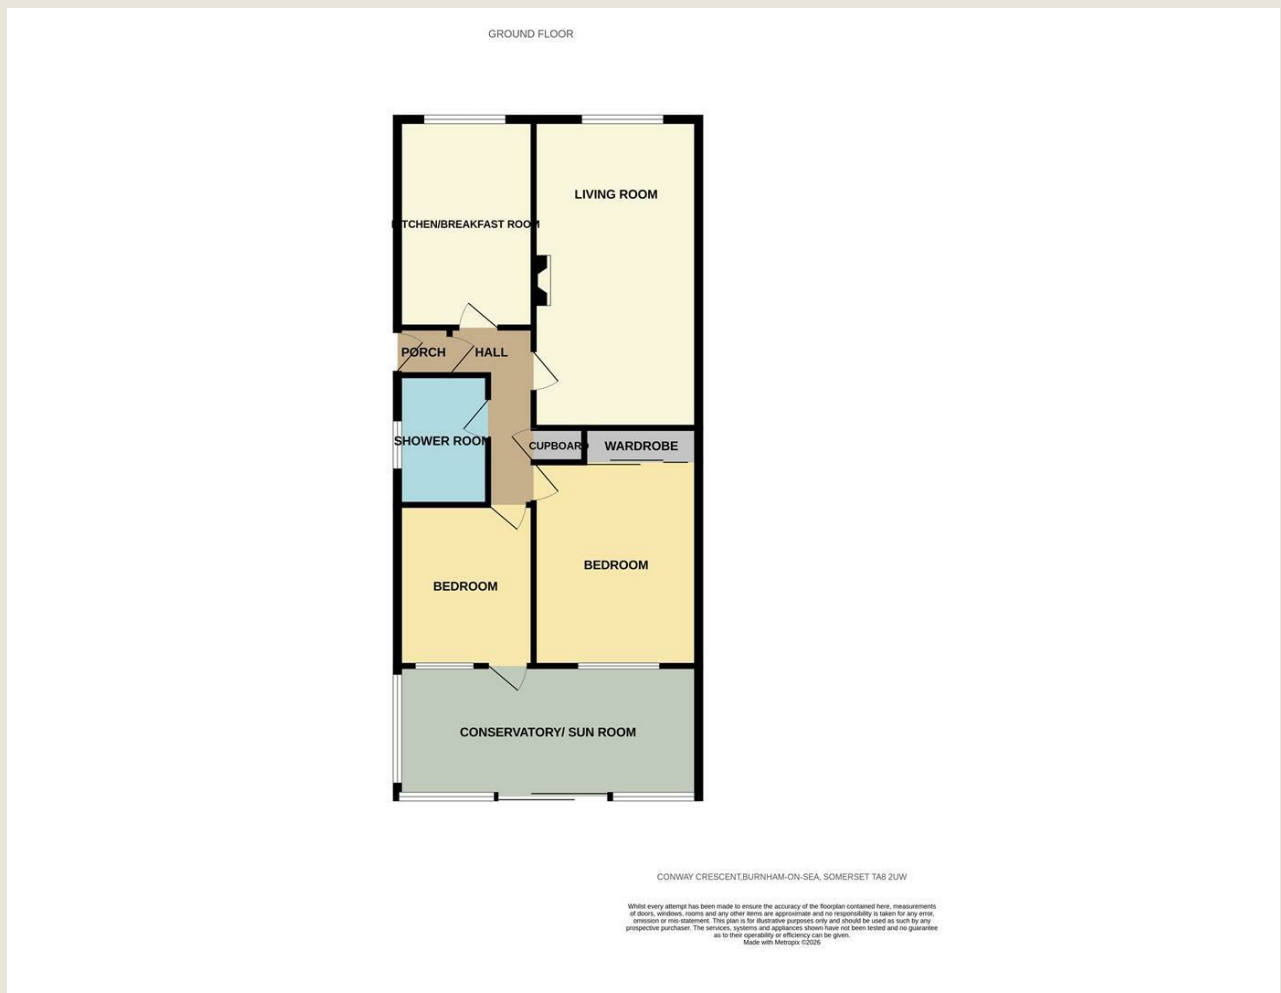 GROUND FLOOR
LIVING ROOM
KITCHEN/BREAKFAST ROOM
PORCH
HALL
SHOWER ROOM
CUPBOARD
WARDROBE
BEDROOM
BEDROOM
CONSERVATORY/ SUN ROOM
CONWAY CRESCENT,BURNHAM-ON-SEA, SOMERSET TA8 2UW
Whilst every attempt has been made to ensure the accuracy of the floorplan contained here, measurements
of doors, windows, rooms and any other items are approximate and no responsibility is taken for any error,
omission or mis-statement. This plan is for illustrative purposes only and should be used as such by any
prospective purchaser. The services, systems and appliances shown have not been tested and no guarantee
as to their operability or efficiency can be given.
Made with Metropix ©2026